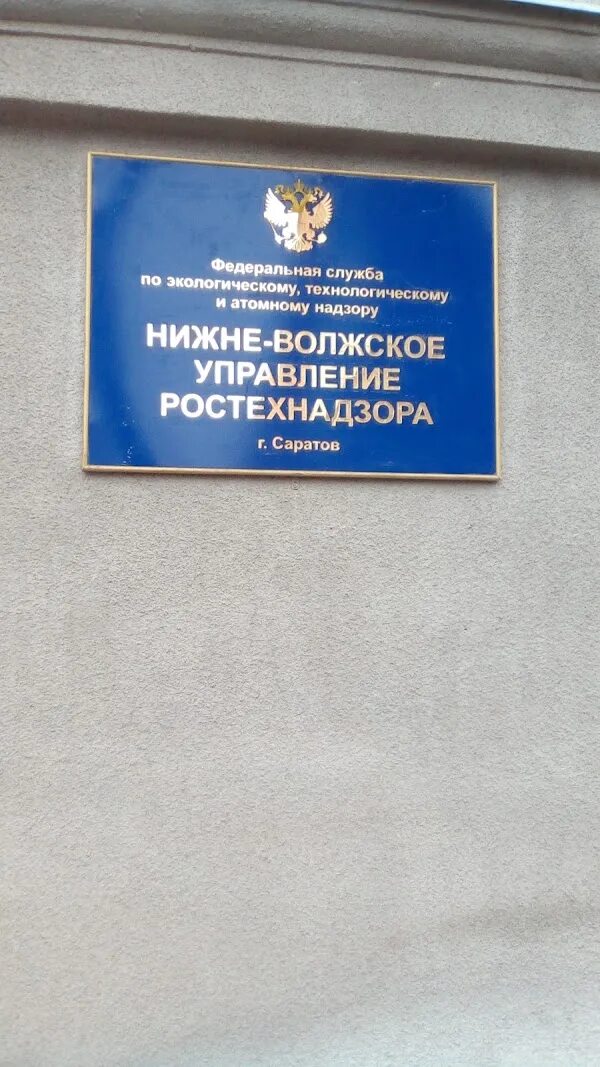 Федеральная служба
по экологическому, технологическому
и атомному надзору
НИЖНЕ-ВОЛЖСКОЕ
УПРАВЛЕНИЕ
РОСТЕХНАДЗОРА
г. Саратов